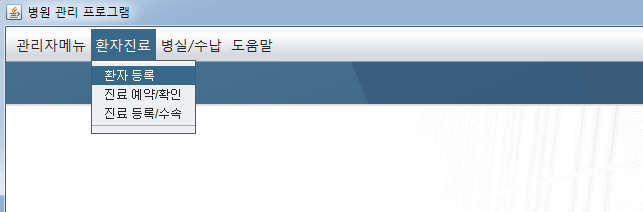 병원 관리 프로그램
관리자메뉴 환자진료 병실/수납 도움말
환자 등록
진료 예약/확인
진료 등록/수속